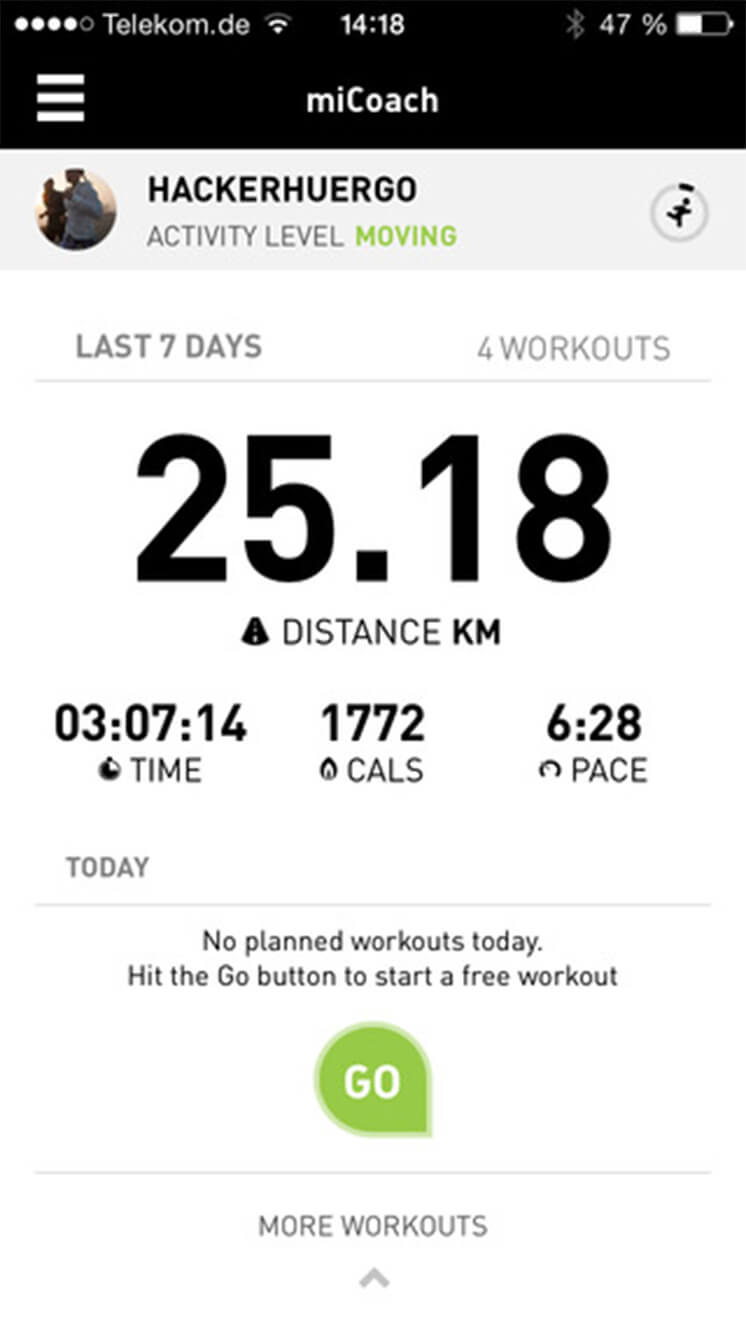 Telekom.de 14:18 47 %
miCoach
HACKERHUERGO
ACTIVITY LEVEL MOVING
LAST 7 DAYS 4 WORKOUTS
25.18
DISTANCE KM
03:07:14 1772 6:28
TIME CALS PACE
TODAY
No planned workouts today.
Hit the Go button to start a free workout
GO
MORE WORKOUTS